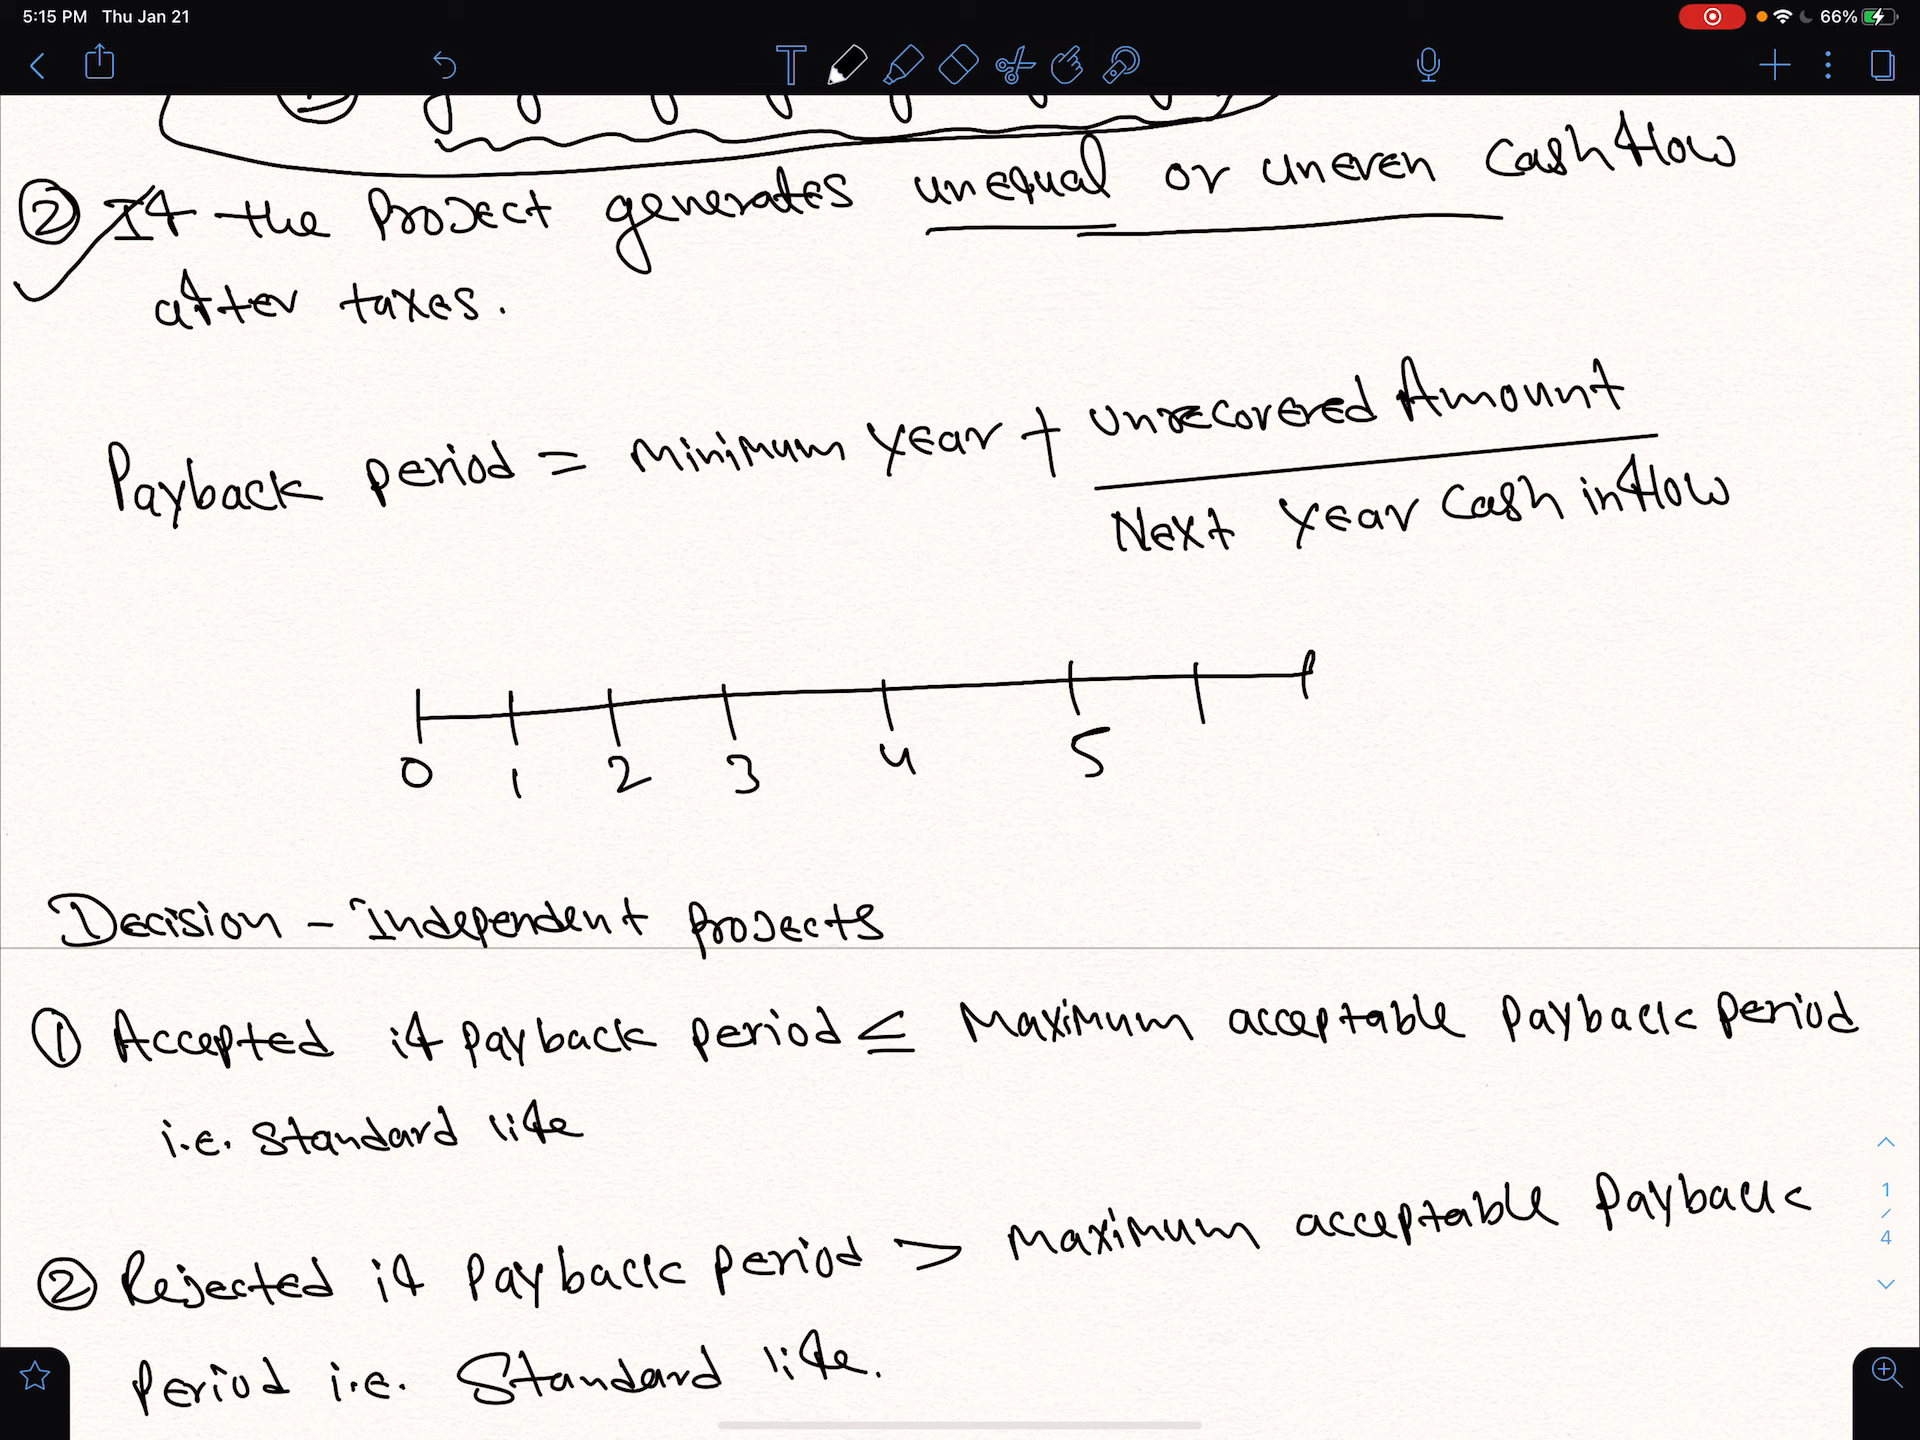 5:15 PM Thu Jan 21
66%
② If the Project generates unequal or uneven cashflow
after taxes.
Payback period = Minimum Year + Unrecovered Amount
Next Year Cash inflow
0 1 2 3 4 5
Decision - Independent projects
① Accepted if payback period ≤ Maximum acceptable Payback Period
i.e. Standard life
② Rejected if Payback period > Maximum acceptable Payback
Period i.e. Standard life.
1
/
4